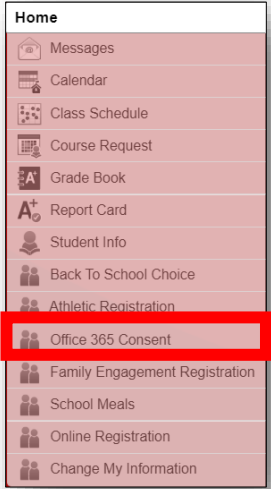 Home
Messages
Calendar
Class Schedule
Course Request
A+
Grade Book
A+
Report Card
Student Info
Back To School Choice
Athletic Registration
Office 365 Consent
Family Engagement Registration
School Meals
Online Registration
Change My Information